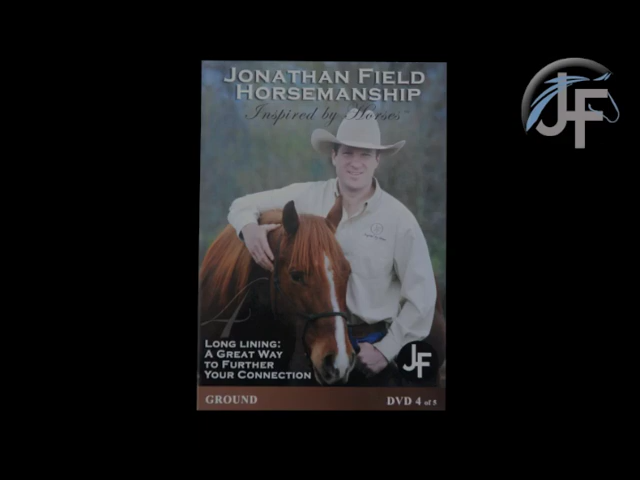 JONATHAN FIELD
HORSEMANSHIP
Inspired by Horses
4
LONG LINING:
A GREAT WAY
TO FURTHER
YOUR CONNECTION
JF
GROUND
DVD 4 of 5
JF